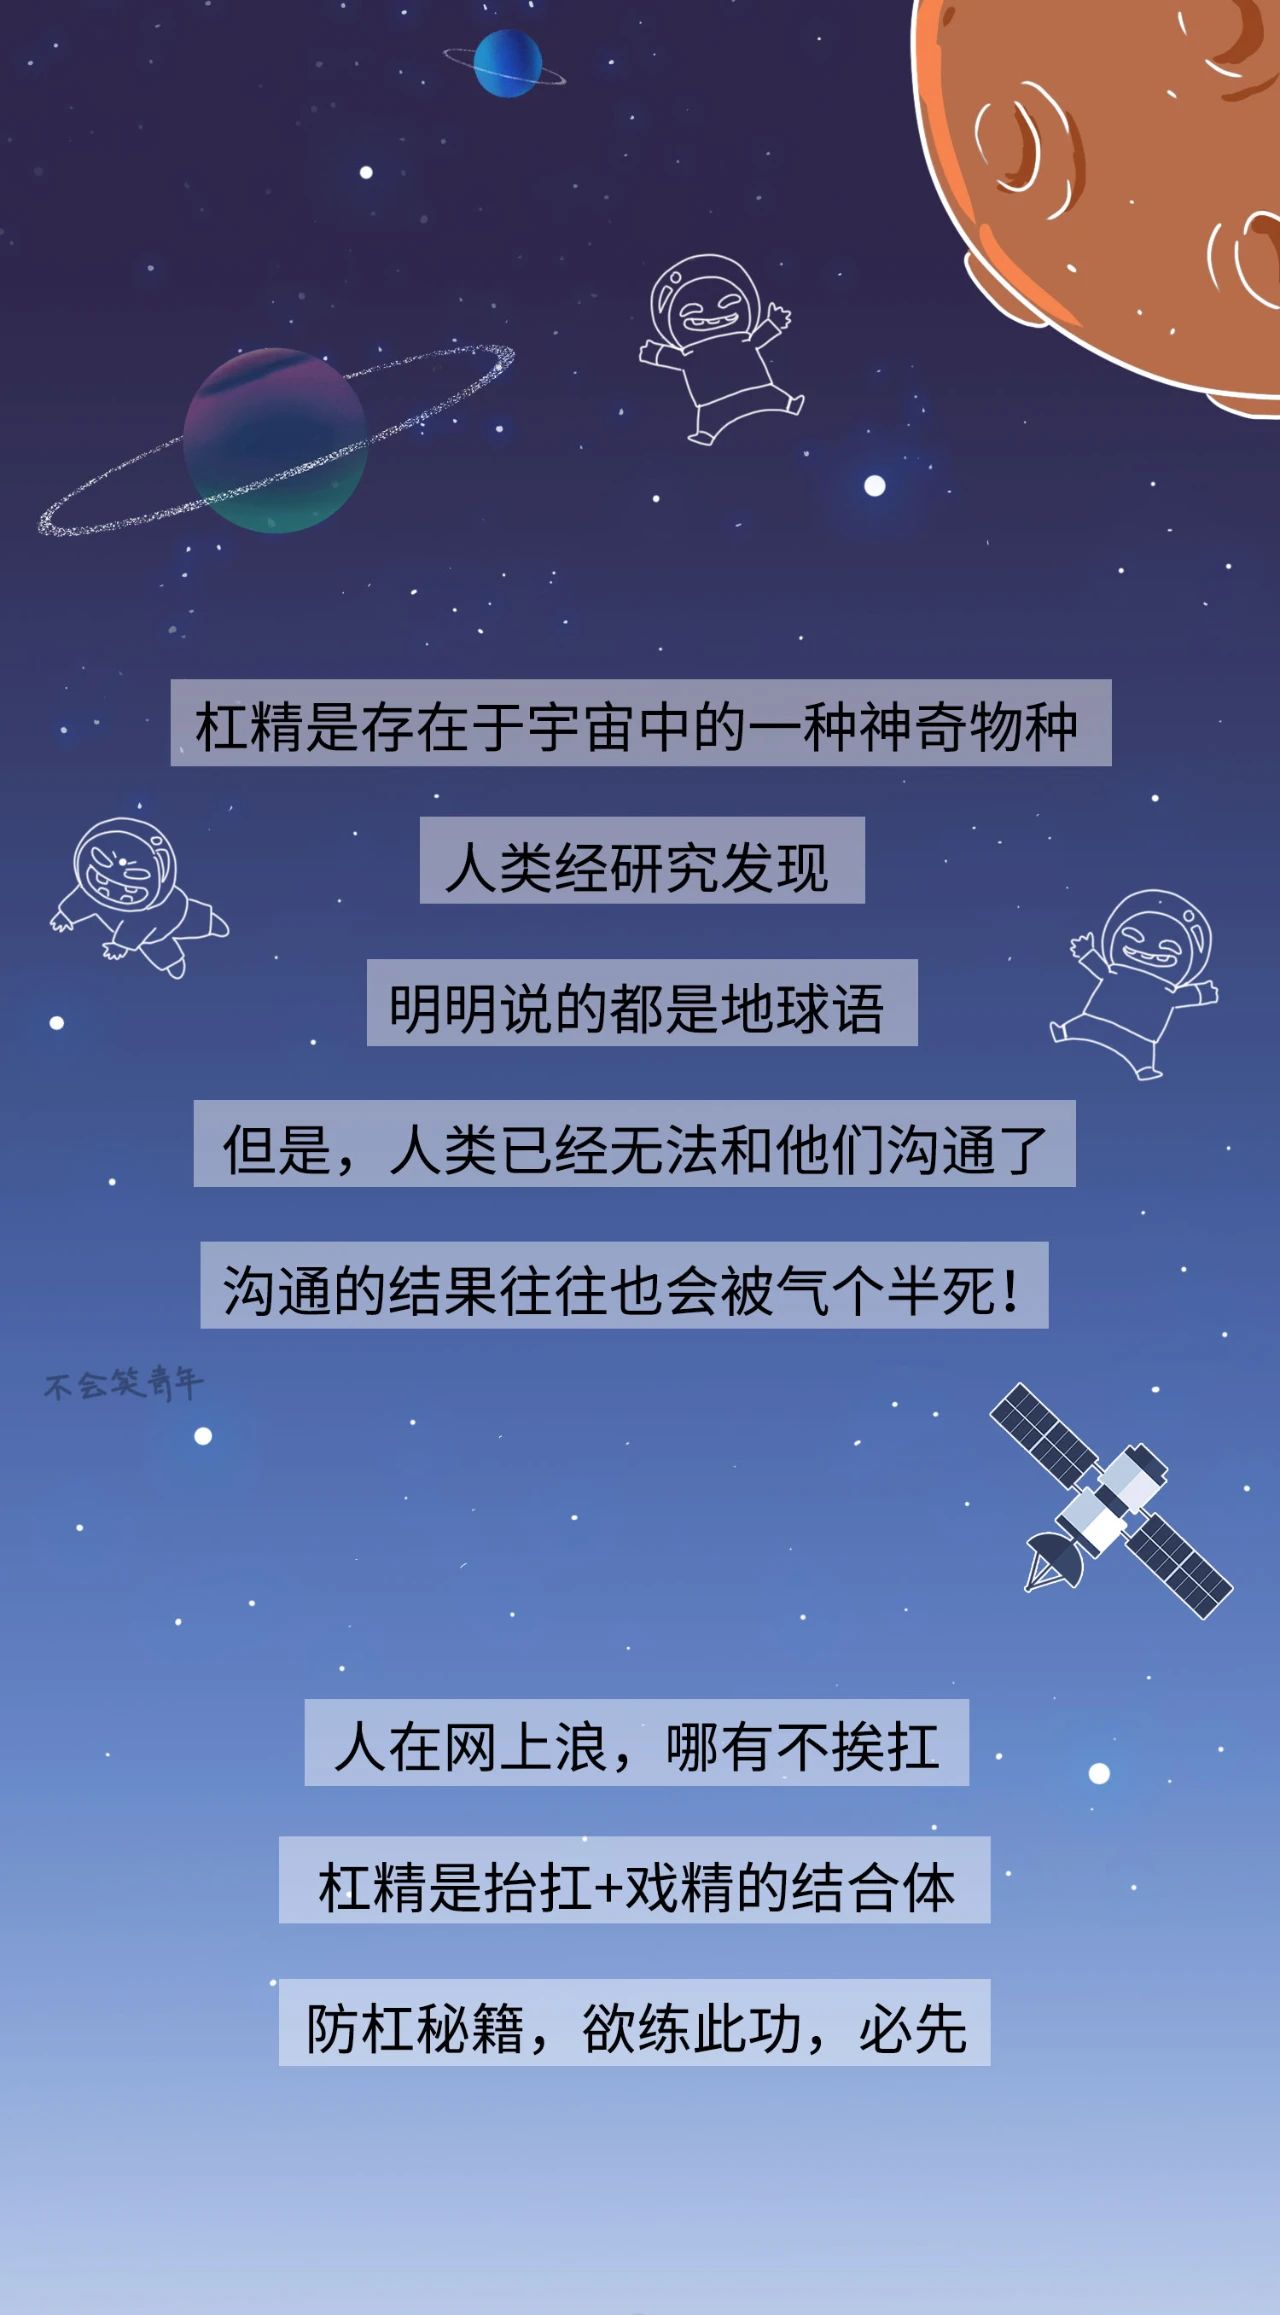 杠精是存在于宇宙中的一种神奇物种
人类经研究发现
明明说的都是地球语
但是，人类已经无法和他们沟通了
沟通的结果往往也会被气个半死！
不会笑青年
人在网上浪，哪有不挨扛
杠精是抬扛+戏精的结合体
防杠秘籍，欲练此功，必先